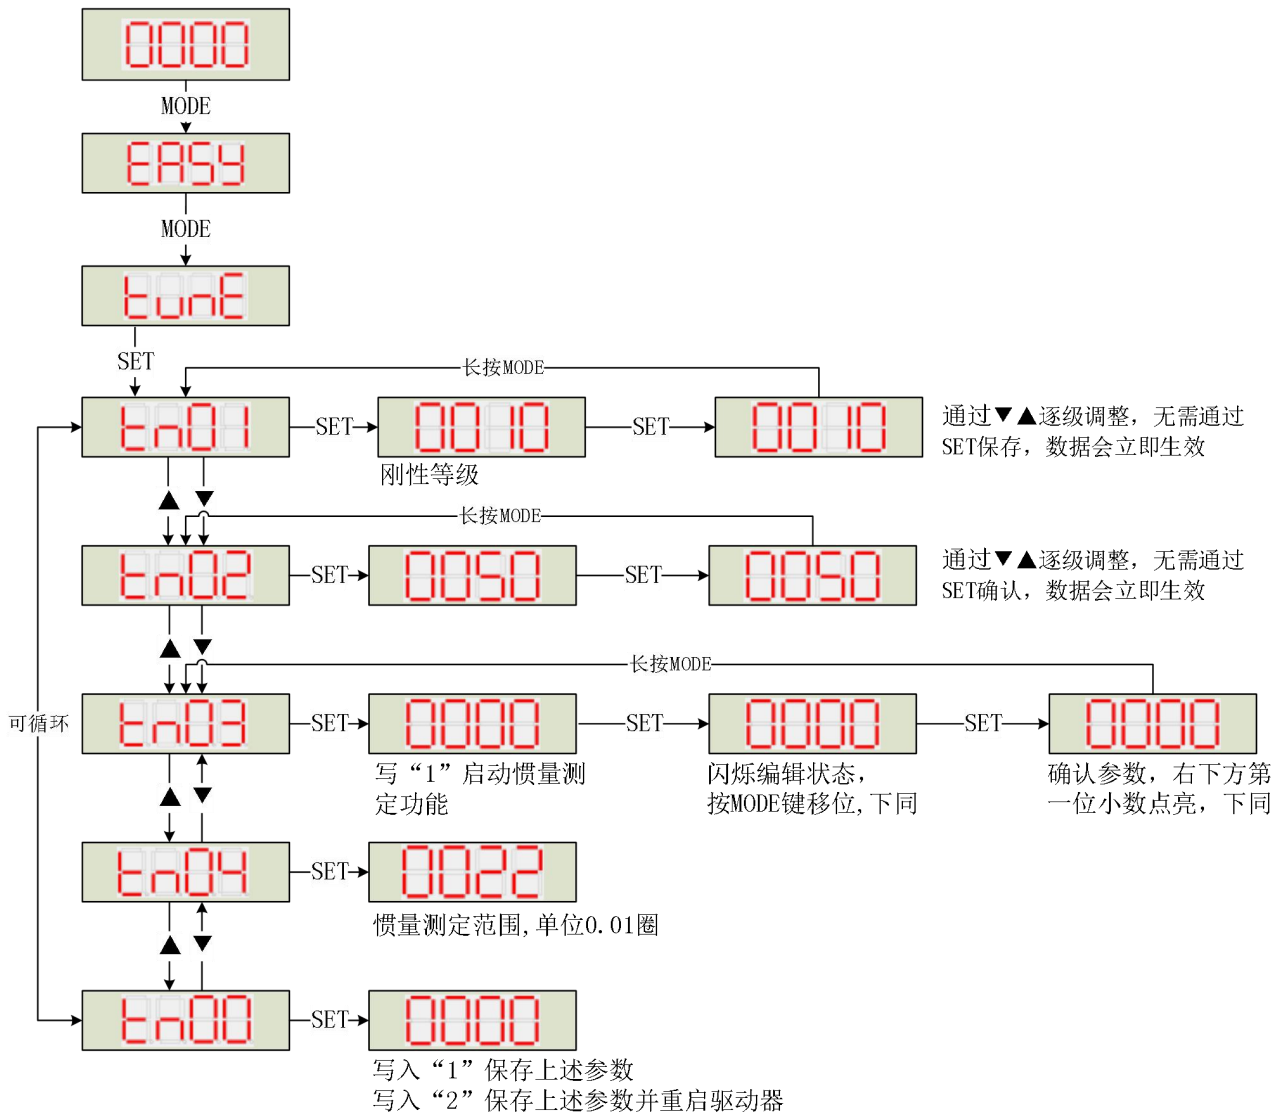 0000
MODE
EASY
MODE
tunE
SET
长按MODE
tn01
SET
0010
SET
0010
通过▼▲逐级调整，无需通过
SET保存，数据会立即生效
刚性等级
▲ ▼
长按MODE
tn02
SET
0050
SET
0050
通过▼▲逐级调整，无需通过
SET确认，数据会立即生效
▲ ▼
长按MODE
可循环
tn03
SET
0000
SET
0000
SET
0000
写“1”启动惯量测
定功能
闪烁编辑状态，
按MODE键移位,下同
确认参数，右下方第
一位小数点亮，下同
▲ ▼
tn04
SET
0022
惯量测定范围,单位0.01圈
▲ ▼
tn00
SET
0000
写入“1”保存上述参数
写入“2”保存上述参数并重启驱动器